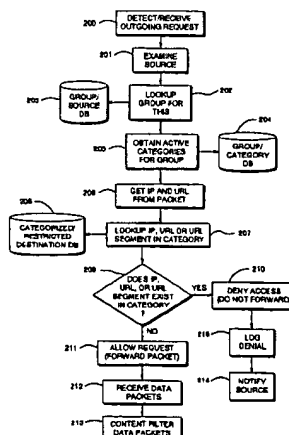 200
DETECT/RECEIVE
OUTGOING REQUEST
201
EXAMINE
SOURCE
203
GROUP/
SOURCE
DB
202
LOOKUP
GROUP FOR
THIS
204
GROUP/
CATEGORY
DB
205
OBTAIN ACTIVE
CATEGORIES
FOR GROUP
206
GET IP AND URL
FROM PACKET
208
CATEGORIZED/
RESTRICTED
DESTINATION DB
207
LOOKUP IP, URL OR URL
SEGMENT IN CATEGORY
209
DOES IP,
URL, OR URL
SEGMENT EXIST
IN CATEGORY
?
YES
210
DENY ACCESS
(DO NOT FORWARD)
NO
211
ALLOW REQUEST
(FORWARD PACKET)
215
LOG
DENIAL
212
RECEIVE DATA
PACKETS
214
NOTIFY
SOURCE
213
CONTENT FILTER
DATA PACKETS